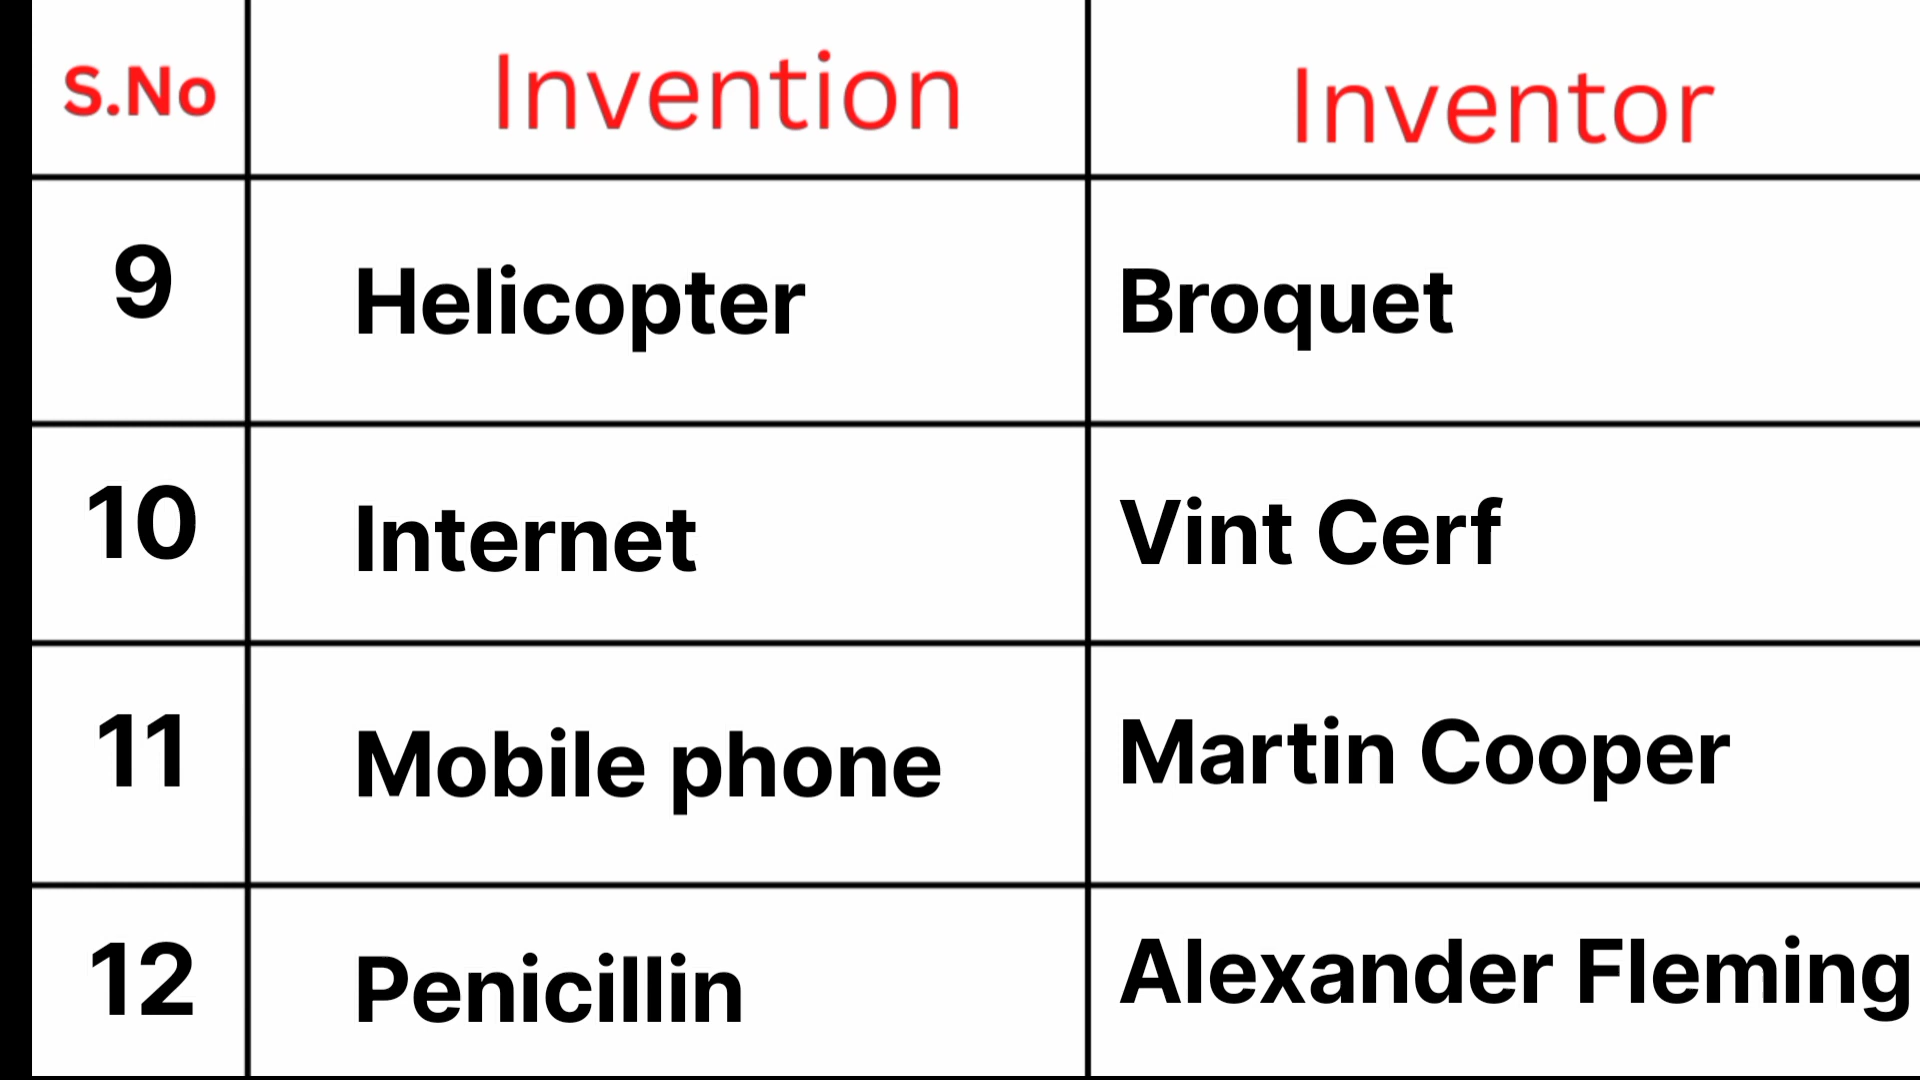 S.No Invention Inventor
9 Helicopter Broquet
10 Internet Vint Cerf
11 Mobile phone Martin Cooper
12 Penicillin Alexander Fleming